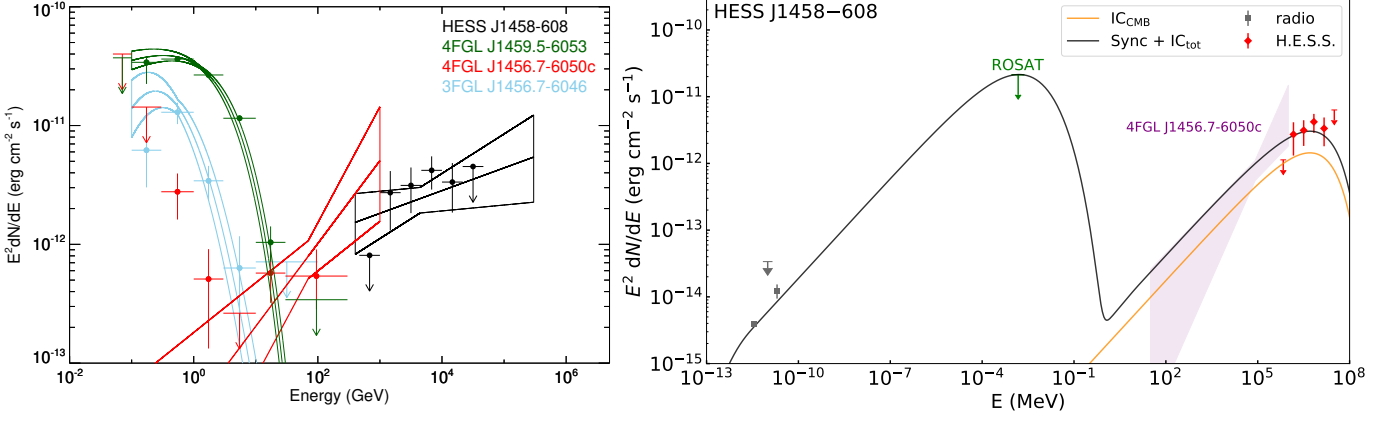 HESS J1458-608
4FGL J1459.5-6053
4FGL J1456.7-6050c
3FGL J1456.7-6046
E²dN/dE (erg cm⁻² s⁻¹)
10⁻¹⁰
10⁻¹¹
10⁻¹²
10⁻¹³
10⁻² 10⁰ 10² 10⁴ 10⁶
Energy (GeV)
HESS J1458−608
IC_CMB
Sync + IC_tot
radio
H.E.S.S.
ROSAT
4FGL J1456.7-6050c
E² dN/dE (erg cm⁻² s⁻¹)
10⁻¹⁰
10⁻¹¹
10⁻¹²
10⁻¹³
10⁻¹⁴
10⁻¹⁵
10⁻¹³ 10⁻¹⁰ 10⁻⁷ 10⁻⁴ 10⁻¹ 10² 10⁵ 10⁸
E (MeV)